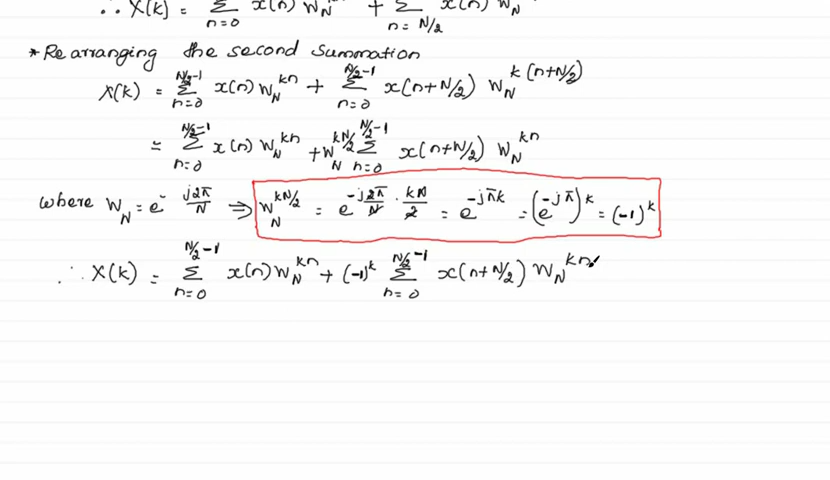 ∴ X(k) = Σ_{n=0} x(n) W_N + Σ_{n=N/2} x(n) W_N
*Rearranging the second summation
X(k) = Σ_{n=0}^{N/2-1} x(n) W_N^{kn} + Σ_{n=0}^{N/2-1} x(n+N/2) W_N^{k(n+N/2)}
= Σ_{n=0}^{N/2-1} x(n) W_N^{kn} + W_N^{kN/2} Σ_{n=0}^{N/2-1} x(n+N/2) W_N^{kn}
where W_N = e^{-j2π/N} ⇒ W_N^{kN/2} = e^{-j2π/N · kN/2} = e^{-jπk} = (e^{-jπ})^k = (-1)^k
∴ X(k) = Σ_{n=0}^{N/2-1} x(n) W_N^{kn} + (-1)^k Σ_{n=0}^{N/2-1} x(n+N/2) W_N^{kn}